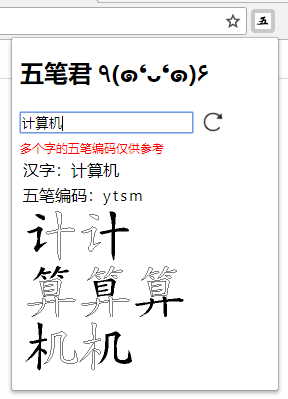 五
五笔君 ٩(๑❛ᴗ❛๑)۶
计算机
多个字的五笔编码仅供参考
汉字：计算机
五笔编码：ytsm
计计
算算算
机机